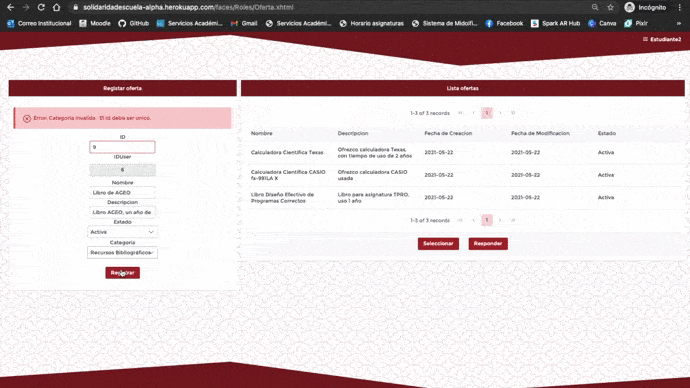 solidaridadescuela-alpha.herokuapp.com/faces/Roles/Oferta.xhtml
Incógnito
Correo Institucional Moodle GitHub Servicios Académi... Gmail Servicios Académi... Horario asignaturas Sistema de Midofili... Facebook Spark AR Hub Canvas Pixlr
Estudiante2
Registar oferta
Lista ofertas
Error: Categoria invalida. El id debe ser unico.
ID
9
IDUser
6
Nombre
Libro de AGEO
Descripcion
Libro AGEO, un año de
Estado
Activa
Categoria
Recursos Bibliográficos
Registrar
1-3 of 3 records 1
Nombre Descripcion Fecha de Creacion Fecha de Modificacion Estado
Calculadora Científica Texas Ofrezco calculadora Texas, con tiempo de uso de 2 años 2021-05-22 2021-05-22 Activa
Calculadora Científica CASIO fx-991LA X Ofrezco calculadora CASIO usada 2021-05-22 2021-05-22 Activa
Libro Diseño Efectivo de Programas Correctos Libro para asignatura TPRO, uso 1 año 2021-05-22 2021-05-22 Activa
1-3 of 3 records 1
Seleccionar Responder